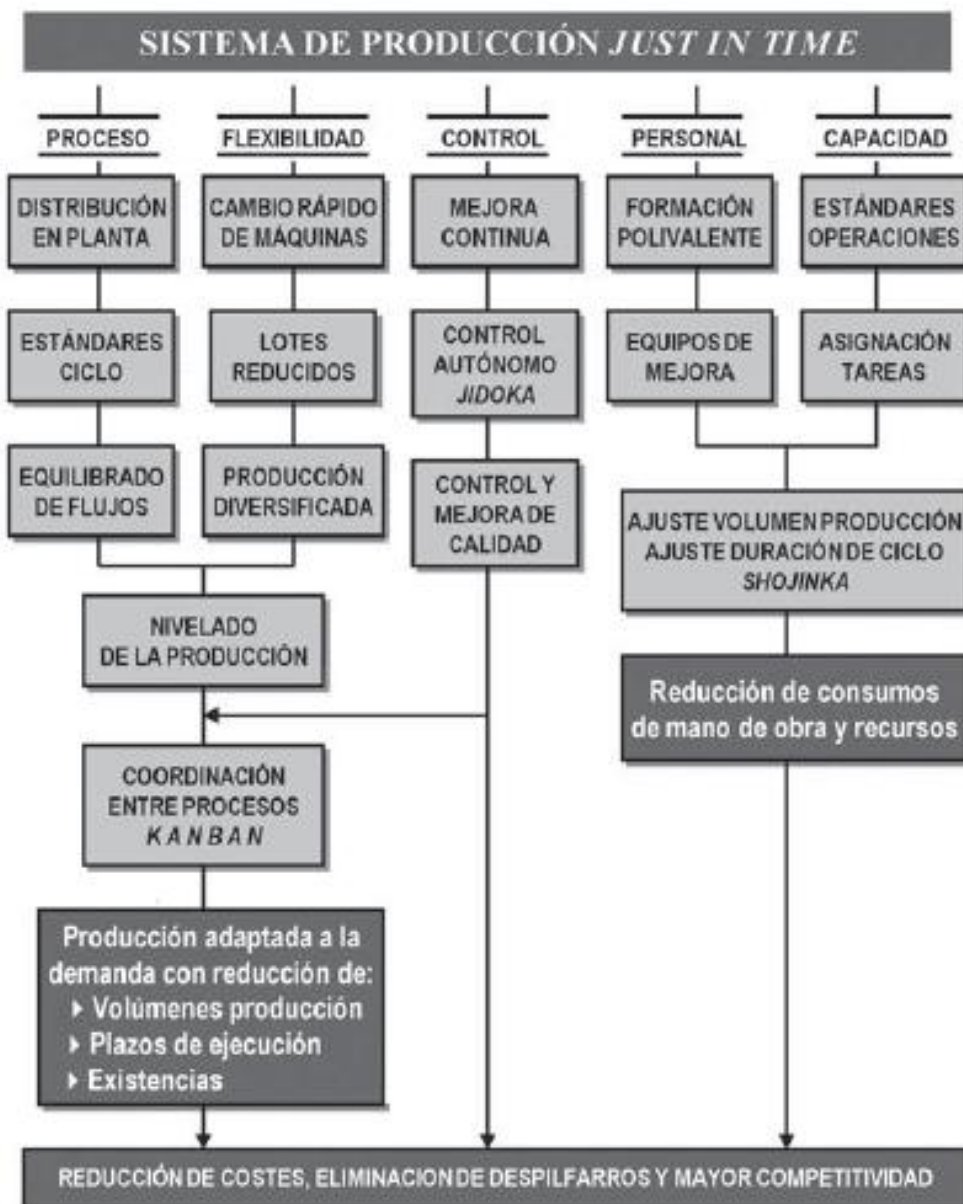 SISTEMA DE PRODUCCIÓN JUST IN TIME
PROCESO
FLEXIBILIDAD
CONTROL
PERSONAL
CAPACIDAD
DISTRIBUCIÓN
EN PLANTA
CAMBIO RÁPIDO
DE MÁQUINAS
MEJORA
CONTINUA
FORMACIÓN
POLIVALENTE
ESTÁNDARES
OPERACIONES
ESTÁNDARES
CICLO
LOTES
REDUCIDOS
CONTROL
AUTÓNOMO
JIDOKA
EQUIPOS DE
MEJORA
ASIGNACIÓN
TAREAS
EQUILIBRADO
DE FLUJOS
PRODUCCIÓN
DIVERSIFICADA
CONTROL Y
MEJORA DE
CALIDAD
AJUSTE VOLUMEN PRODUCCIÓN
AJUSTE DURACIÓN DE CICLO
SHOJINKA
NIVELADO
DE LA PRODUCCIÓN
Reducción de consumos
de mano de obra y recursos
COORDINACIÓN
ENTRE PROCESOS
KANBAN
Producción adaptada a la
demanda con reducción de:
Volúmenes producción
Plazos de ejecución
Existencias
REDUCCIÓN DE COSTES, ELIMINACION DE DESPILFARROS Y MAYOR COMPETITIVIDAD